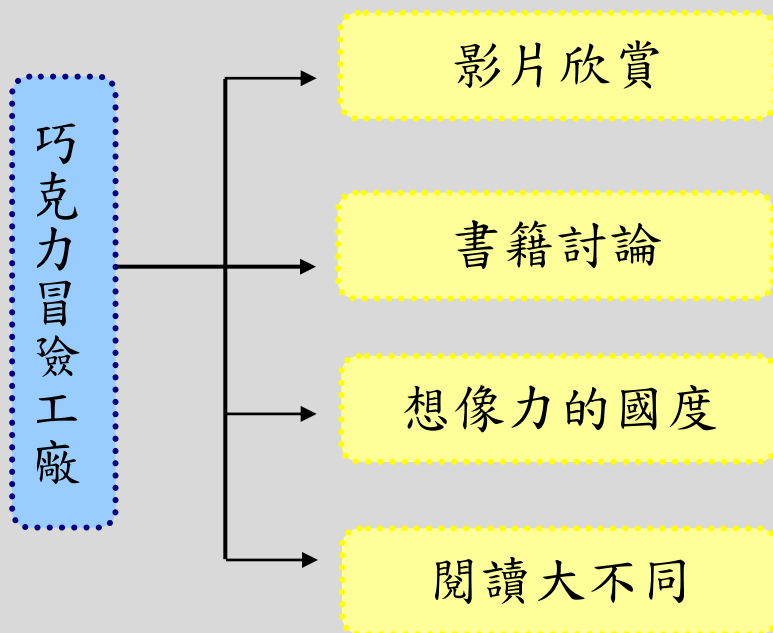 巧克力冒險工廠
影片欣賞
書籍討論
想像力的國度
閱讀大不同